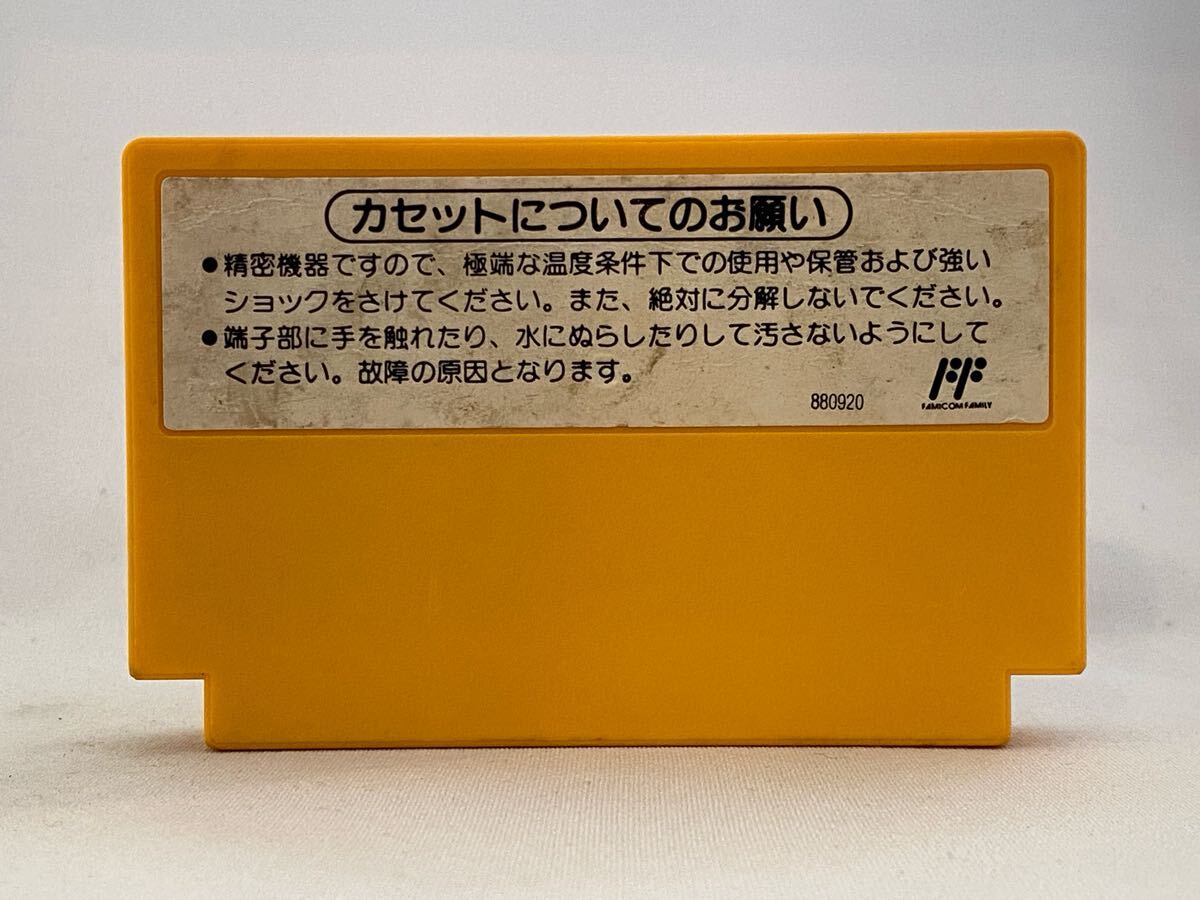 カセットについてのお願い
●精密機器ですので、極端な温度条件下での使用や保管および強い
ショックをさけてください。また、絶対に分解しないでください。
●端子部に手を触れたり、水にぬらしたりして汚さないようにして
ください。故障の原因となります。
880920
FAMICOM FAMILY